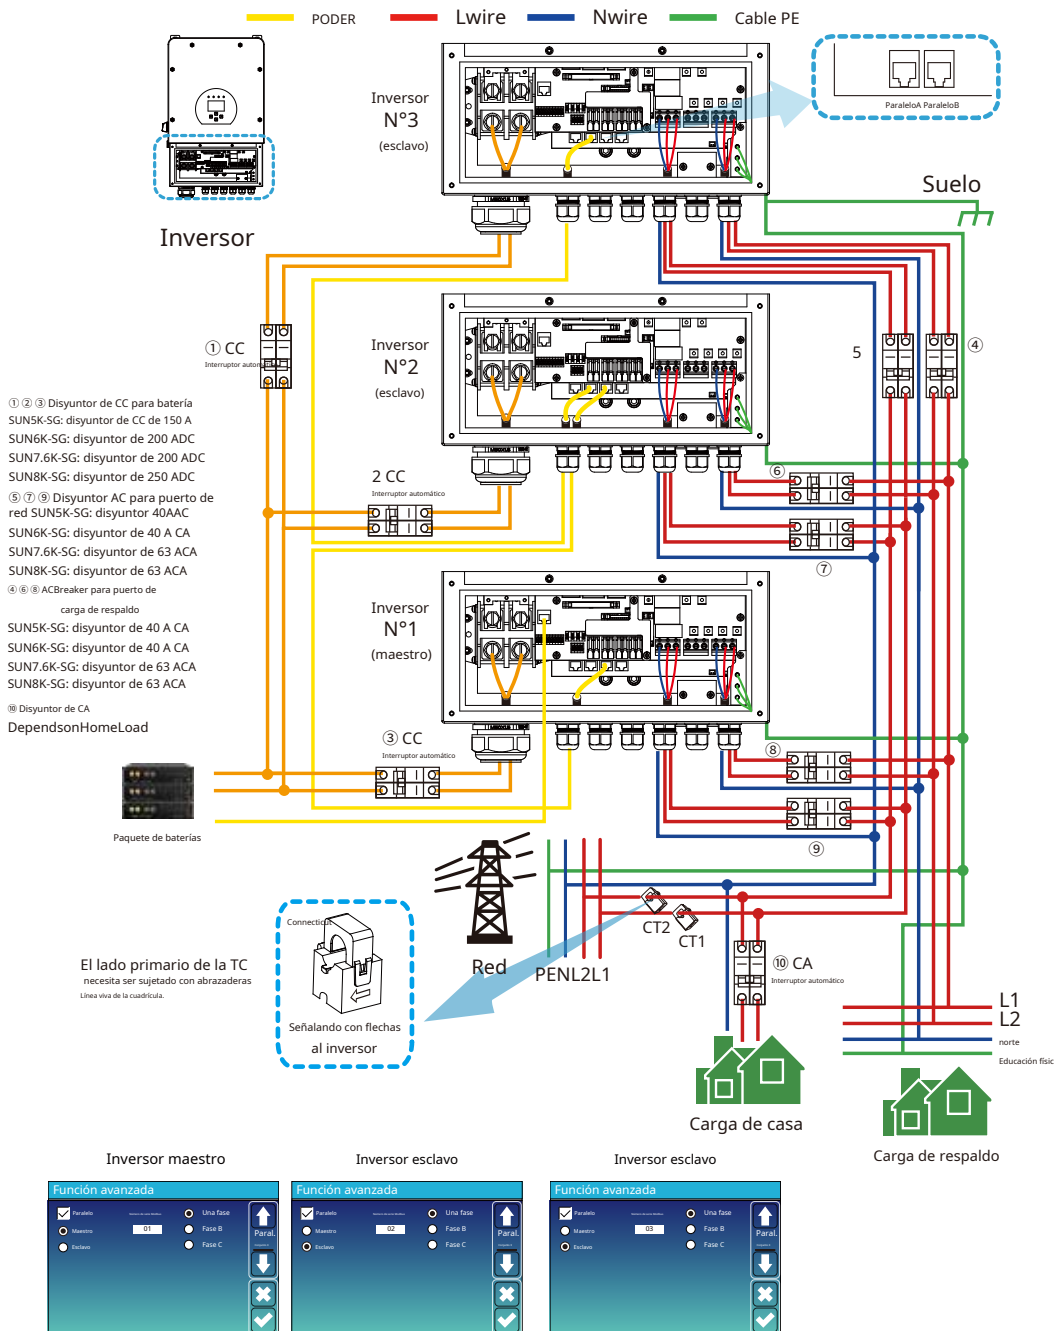 PODER
Lwire
Nwire
Cable PE
Inversor
N°3
(esclavo)
ParaleloA ParaleloB
Suelo
Inversor
① CC
Interruptor automático
Inversor
N°2
(esclavo)
5
④
① ② ③ Disyuntor de CC para batería
SUN5K-SG: disyuntor de CC de 150 A
SUN6K-SG: disyuntor de 200 ADC
SUN7.6K-SG: disyuntor de 200 ADC
SUN8K-SG: disyuntor de 250 ADC
⑤ ⑦ ⑨ Disyuntor AC para puerto de
red SUN5K-SG: disyuntor 40AAC
SUN6K-SG: disyuntor de 40 A CA
SUN7.6K-SG: disyuntor de 63 ACA
SUN8K-SG: disyuntor de 63 ACA
④ ⑥ ⑧ ACBreaker para puerto de
carga de respaldo
SUN5K-SG: disyuntor de 40 A CA
SUN6K-SG: disyuntor de 40 A CA
SUN7.6K-SG: disyuntor de 63 ACA
SUN8K-SG: disyuntor de 63 ACA
⑩ Disyuntor de CA
DependsonHomeLoad
2 CC
Interruptor automático
⑥
⑦
Inversor
N°1
(maestro)
③ CC
Interruptor automático
⑧
⑨
Paquete de baterías
Connecticut
Señalando con flechas
al inversor
El lado primario de la TC
necesita ser sujetado con abrazaderas
Línea viva de la cuadrícula.
Red
PENL2L1
CT2
CT1
⑩ CA
Interruptor automático
L1
L2
norte
Educación físic
Carga de casa
Carga de respaldo
Inversor maestro
Inversor esclavo
Inversor esclavo
Función avanzada
Paralelo
Maestro
Esclavo
01
Una fase
Fase B
Fase C
Paral.
Función avanzada
Paralelo
Maestro
Esclavo
02
Una fase
Fase B
Fase C
Paral.
Función avanzada
Paralelo
Maestro
Esclavo
03
Una fase
Fase B
Fase C
Paral.